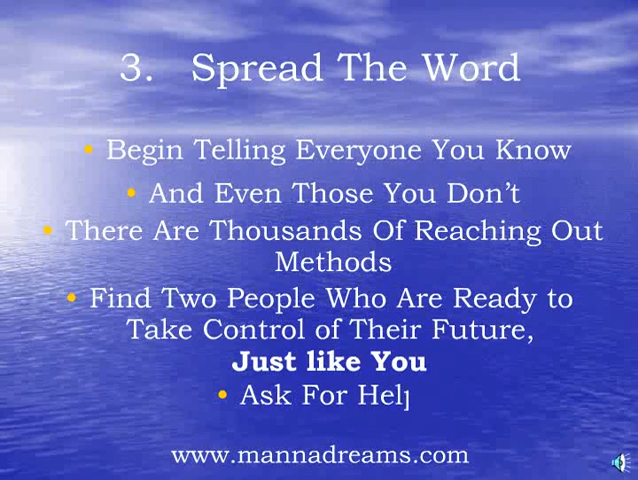 3. Spread The Word
• Begin Telling Everyone You Know
• And Even Those You Don't
• There Are Thousands Of Reaching Out
Methods
• Find Two People Who Are Ready to
Take Control of Their Future,
Just like You
• Ask For Help
www.mannadreams.com